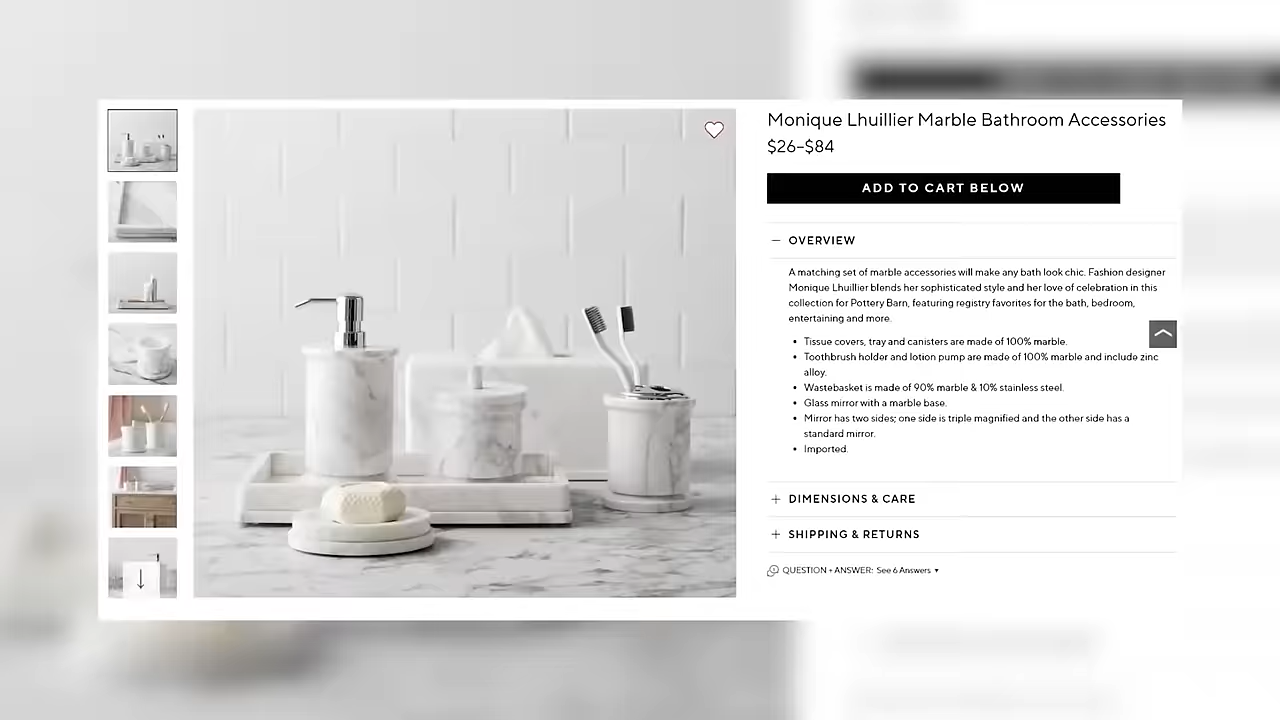 Monique Lhuillier Marble Bathroom Accessories
$26–$84
ADD TO CART BELOW
OVERVIEW
A matching set of marble accessories will make any bath look chic. Fashion designer
Monique Lhuillier blends her sophisticated style and her love of celebration in this
collection for Pottery Barn, featuring registry favorites for the bath, bedroom,
entertaining and more.
• Tissue covers, tray and canisters are made of 100% marble.
• Toothbrush holder and lotion pump are made of 100% marble and include zinc
alloy.
• Wastebasket is made of 90% marble & 10% stainless steel.
• Glass mirror with a marble base.
• Mirror has two sides; one side is triple magnified and the other side has a
standard mirror.
• Imported.
DIMENSIONS & CARE
SHIPPING & RETURNS
QUESTION + ANSWER: See 6 Answers